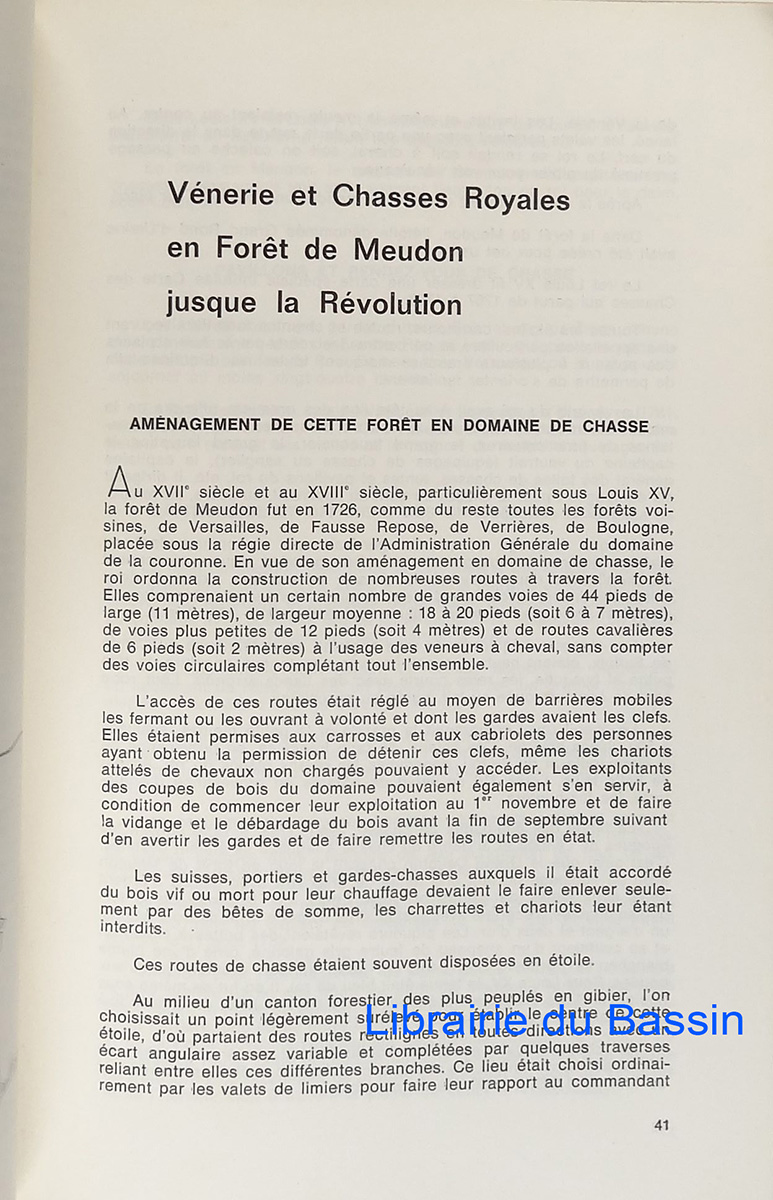 Vénerie et Chasses Royales
en Forêt de Meudon
jusque la Révolution
AMÉNAGEMENT DE CETTE FORÊT EN DOMAINE DE CHASSE
Au XVIIe siècle et au XVIIIe siècle, particulièrement sous Louis XV,
la forêt de Meudon fut en 1726, comme du reste toutes les forêts voi-
sines, de Versailles, de Fausse Repose, de Verrières, de Boulogne,
placée sous la régie directe de l'Administration Générale du domaine
de la couronne. En vue de son aménagement en domaine de chasse, le
roi ordonna la construction de nombreuses routes à travers la forêt.
Elles comprenaient un certain nombre de grandes voies de 44 pieds de
large (11 mètres), de largeur moyenne : 18 à 20 pieds (soit 6 à 7 mètres),
de voies plus petites de 12 pieds (soit 4 mètres) et de routes cavalières
de 6 pieds (soit 2 mètres) à l'usage des veneurs à cheval, sans compter
des voies circulaires complétant tout l'ensemble.
L'accès de ces routes était réglé au moyen de barrières mobiles
les fermant ou les ouvrant à volonté et dont les gardes avaient les clefs.
Elles étaient permises aux carrosses et aux cabriolets des personnes
ayant obtenu la permission de détenir ces clefs, même les chariots
attelés de chevaux non chargés pouvaient y accéder. Les exploitants
des coupes de bois du domaine pouvaient également s'en servir, à
condition de commencer leur exploitation au 1er novembre et de faire
la vidange et le débardage du bois avant la fin de septembre suivant
d'en avertir les gardes et de faire remettre les routes en état.
Les suisses, portiers et gardes-chasses auxquels il était accordé
du bois vif ou mort pour leur chauffage devaient le faire enlever seule-
ment par des bêtes de somme, les charrettes et chariots leur étant
interdits.
Ces routes de chasse étaient souvent disposées en étoile.
Au milieu d'un canton forestier des plus peuplés en gibier, l'on
choisissait un point légèrement surélevé pour établir le centre de cette
étoile, d'où partaient des routes rectilignes en toutes directions avec un
écart angulaire assez variable et complétées par quelques traverses
reliant entre elles ces différentes branches. Ce lieu était choisi ordinai-
rement par les valets de limiers pour faire leur rapport au commandant
Librairie du Bassin
41